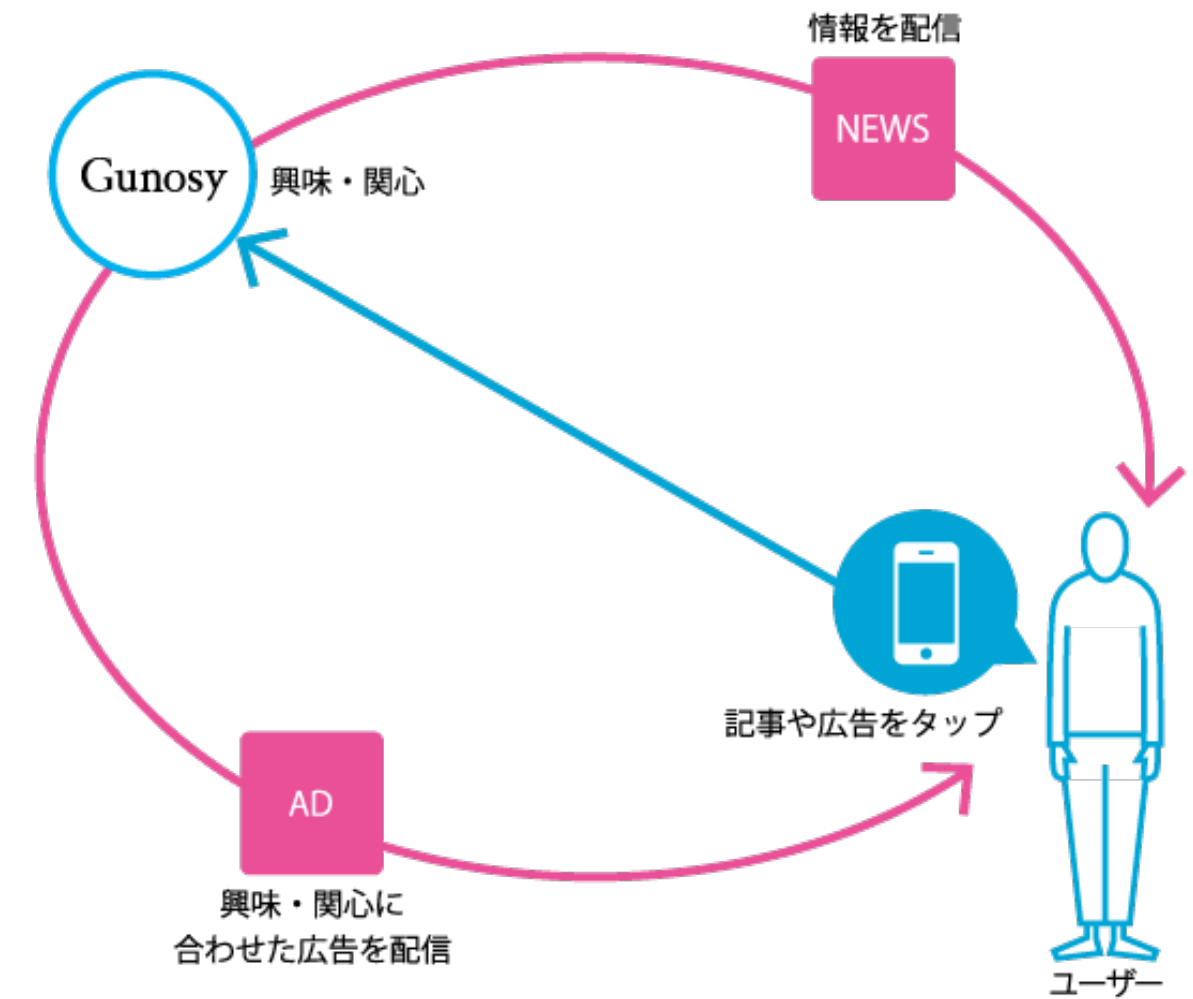 情報を配信
NEWS
Gunosy
興味・関心
記事や広告をタップ
AD
興味・関心に
合わせた広告を配信
ユーザー